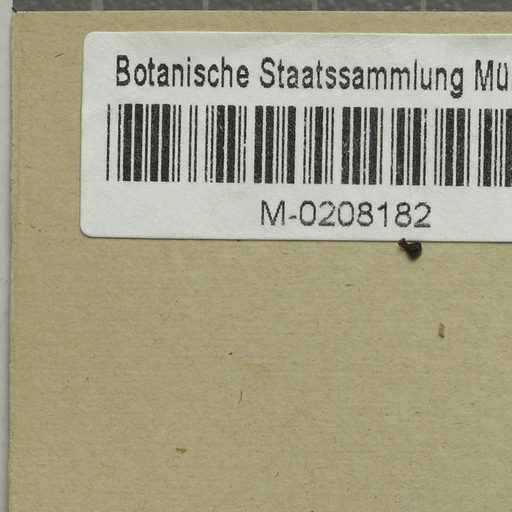 Botanische Staatssammlung Mü
M-0208182